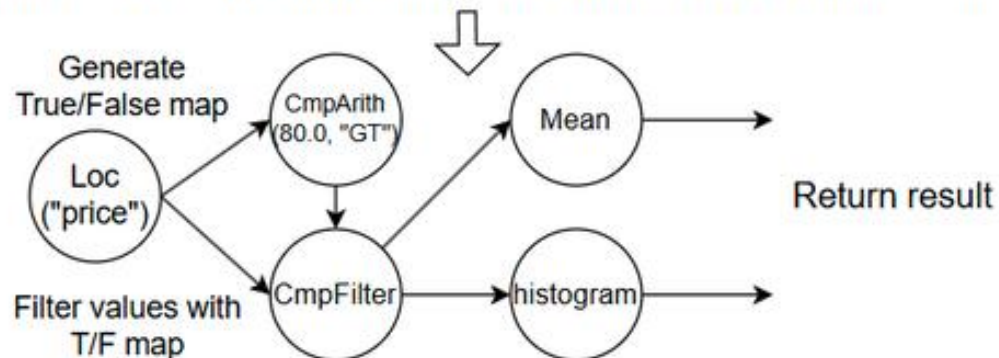 Generate
True/False map
Loc
("price")
CmpArith
(80.0, "GT")
Mean
Return result
Filter values with
T/F map
CmpFilter
histogram